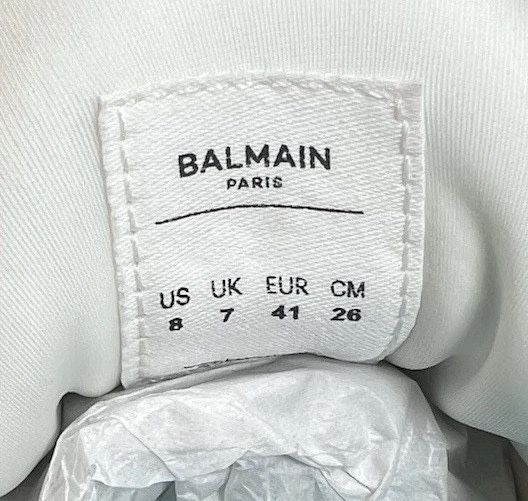 BALMAIN
PARIS
US UK EUR CM
8 7 41 26